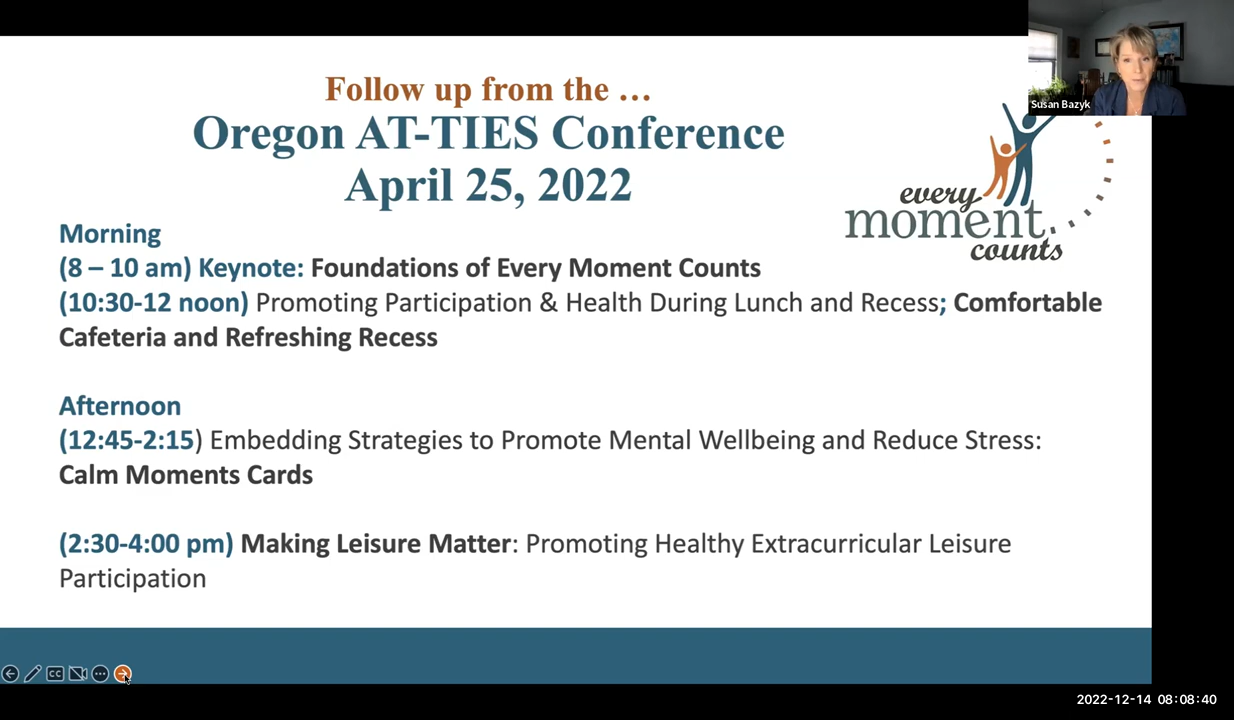 Follow up from the …
Oregon AT-TIES Conference
April 25, 2022
Susan Bazyk
every
moment
counts
Morning
(8 – 10 am) Keynote: Foundations of Every Moment Counts
(10:30-12 noon) Promoting Participation & Health During Lunch and Recess; Comfortable
Cafeteria and Refreshing Recess
Afternoon
(12:45-2:15) Embedding Strategies to Promote Mental Wellbeing and Reduce Stress:
Calm Moments Cards
(2:30-4:00 pm) Making Leisure Matter: Promoting Healthy Extracurricular Leisure
Participation
CC
2022-12-14 08:08:40